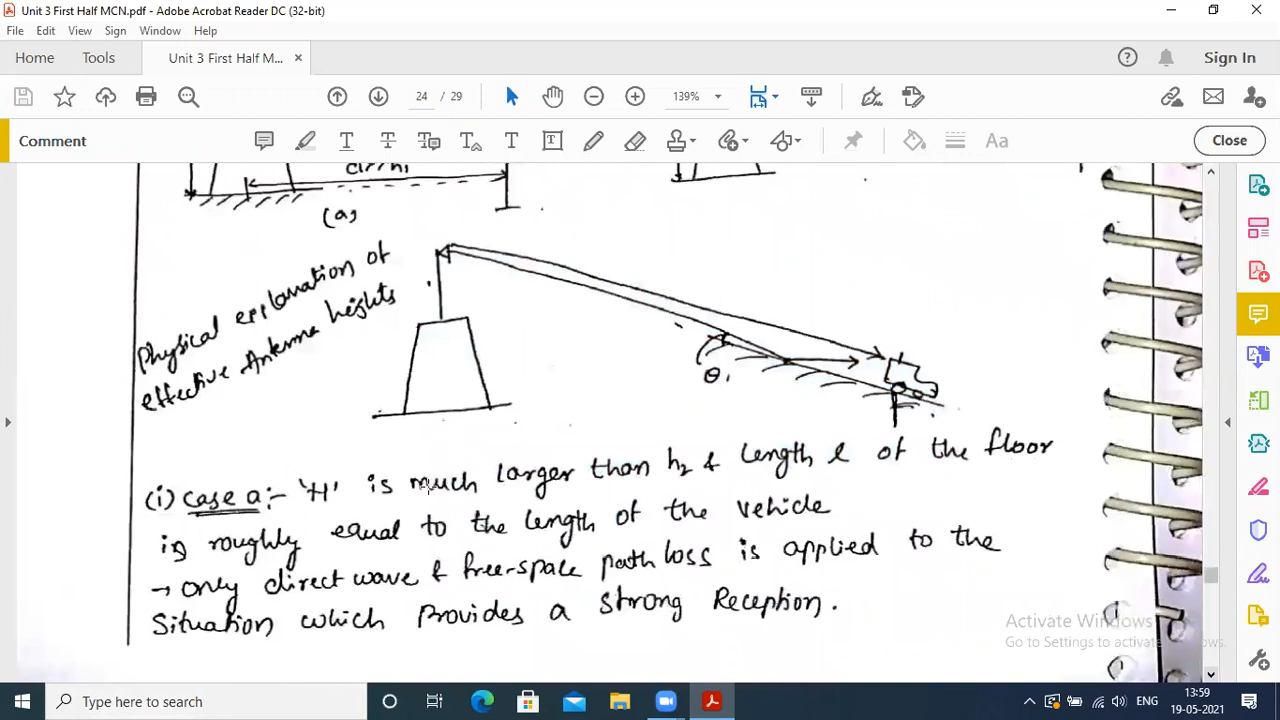 Unit 3 First Half MCN.pdf - Adobe Acrobat Reader DC (32-bit)
File Edit View Sign Window Help
Home Tools Unit 3 First Half M... × Sign In
24 / 29 139%
Comment Close
(a)
Physical explanation of
effective Antenna heights
θ1
(i) Case a:- 'H' is much larger than h2 & length l of the floor
is roughly equal to the length of the vehicle
→ only direct wave & free-space path loss is applied to the
Situation which provides a strong Reception.
Activate Windows
Go to Settings to activate Windows.
Type here to search
ENG
13:59
19-05-2021